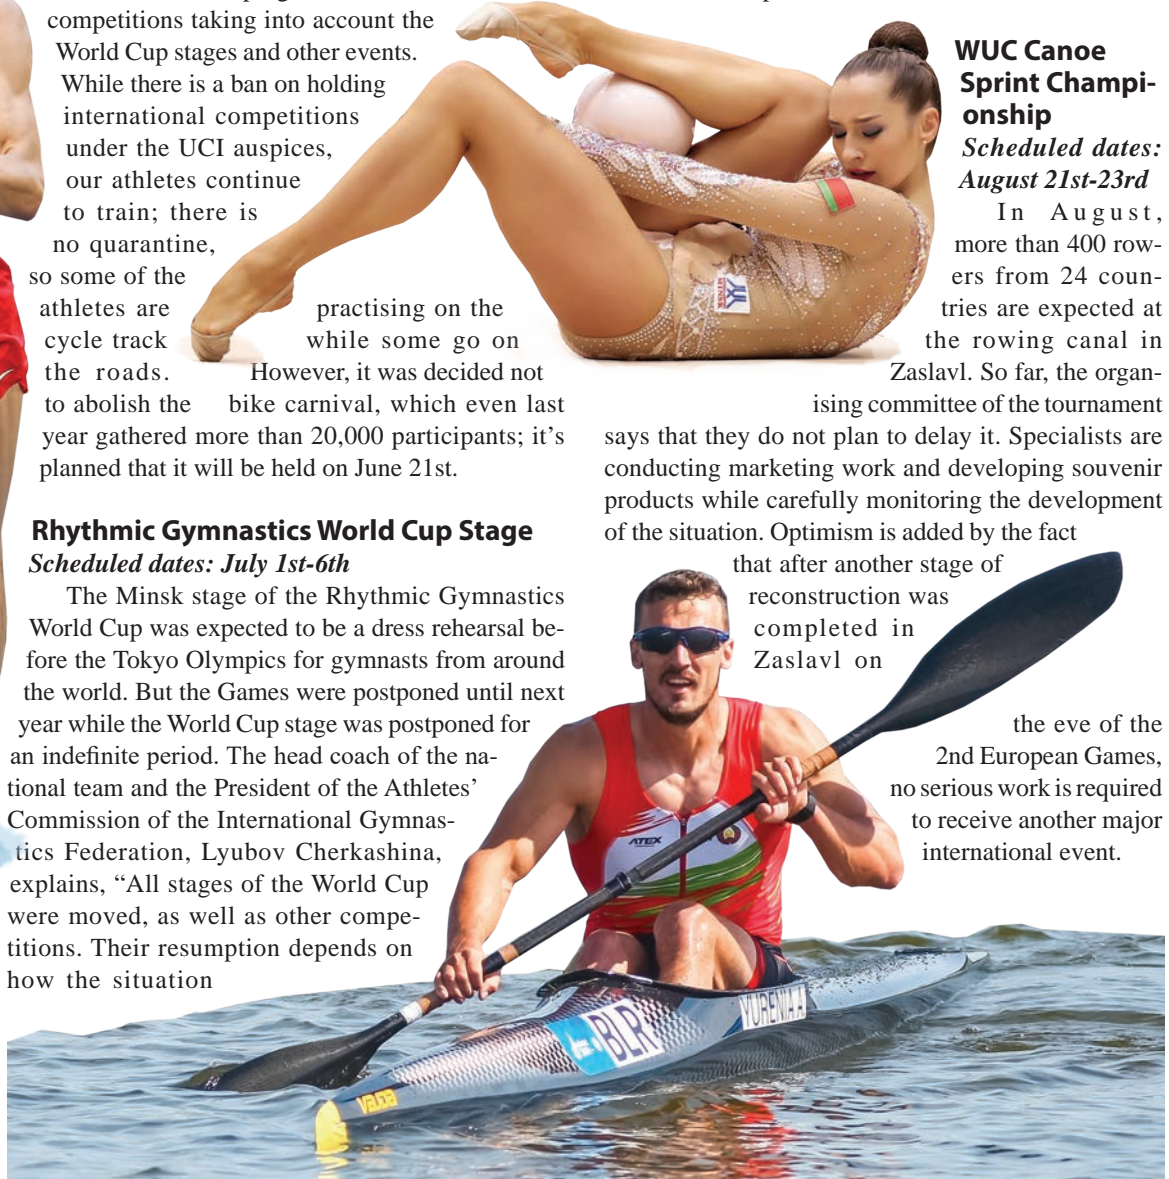 competitions taking into account the
World Cup stages and other events.
While there is a ban on holding
international competitions
under the UCI auspices,
our athletes continue
to train; there is
no quarantine,
so some of the
athletes are practising on the
cycle track while some go on
the roads. However, it was decided not
to abolish the bike carnival, which even last
year gathered more than 20,000 participants; it’s
planned that it will be held on June 21st.
Rhythmic Gymnastics World Cup Stage
Scheduled dates: July 1st-6th
The Minsk stage of the Rhythmic Gymnastics
World Cup was expected to be a dress rehearsal be-
fore the Tokyo Olympics for gymnasts from around
the world. But the Games were postponed until next
year while the World Cup stage was postponed for
an indefinite period. The head coach of the na-
tional team and the President of the Athletes’
Commission of the International Gymnas-
tics Federation, Lyubov Cherkashina,
explains, “All stages of the World Cup
were moved, as well as other compe-
titions. Their resumption depends on
how the situation
WUC Canoe
Sprint Champi-
onship
Scheduled dates:
August 21st-23rd
In August,
more than 400 row-
ers from 24 coun-
tries are expected at
the rowing canal in
Zaslavl. So far, the organ-
ising committee of the tournament
says that they do not plan to delay it. Specialists are
conducting marketing work and developing souvenir
products while carefully monitoring the development
of the situation. Optimism is added by the fact
that after another stage of
reconstruction was
completed in
Zaslavl on
the eve of the
2nd European Games,
no serious work is required
to receive another major
international event.
MINSK
ATEX
BLR
YURENIA A
vajda